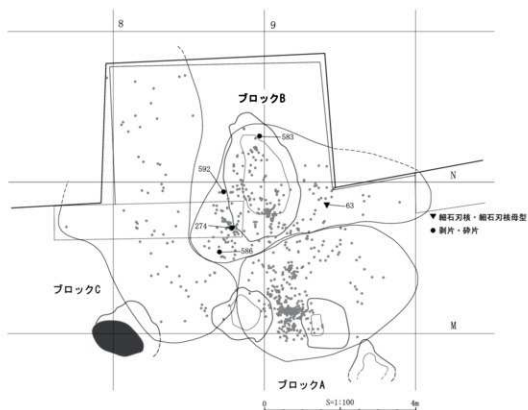 8
9
ブロックB
583
592
N
63
▼ 細石刃核・細石刃核母型
● 剥片・砕片
274
586
ブロックC
M
ブロックA
S=1:100
0
4m